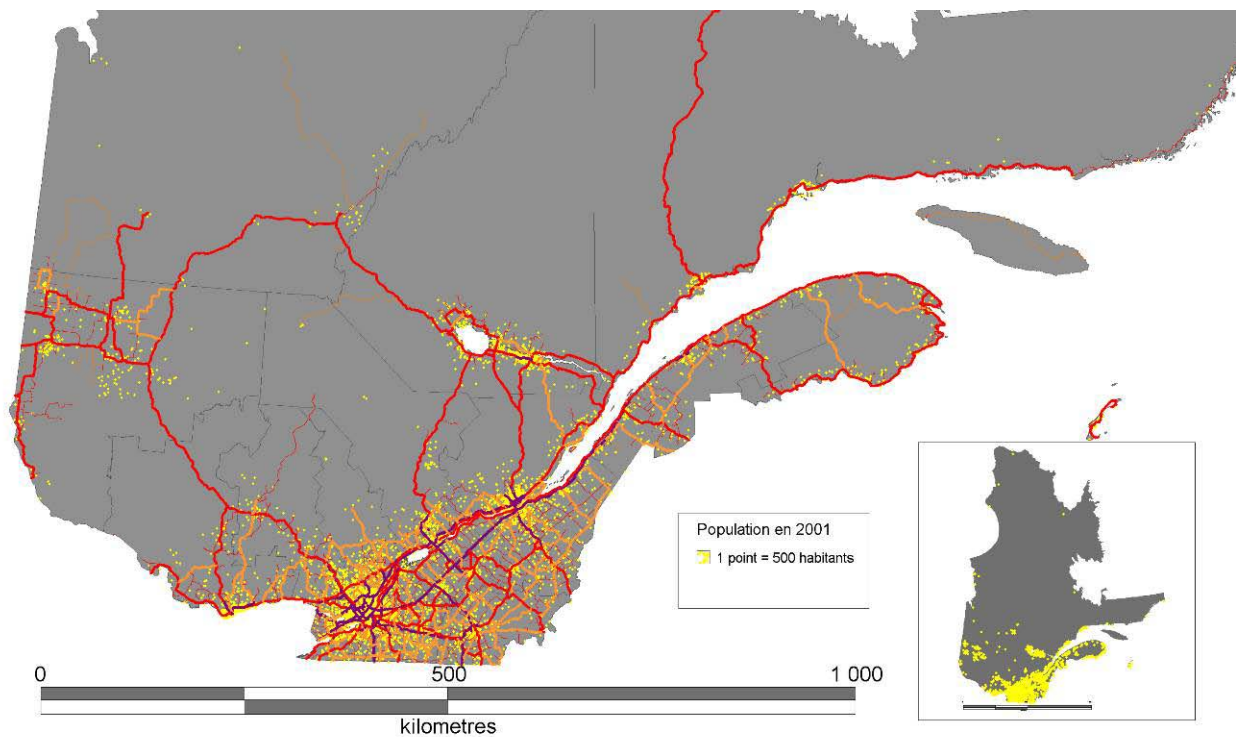 Population en 2001
1 point = 500 habitants
0 500 1 000
kilometres